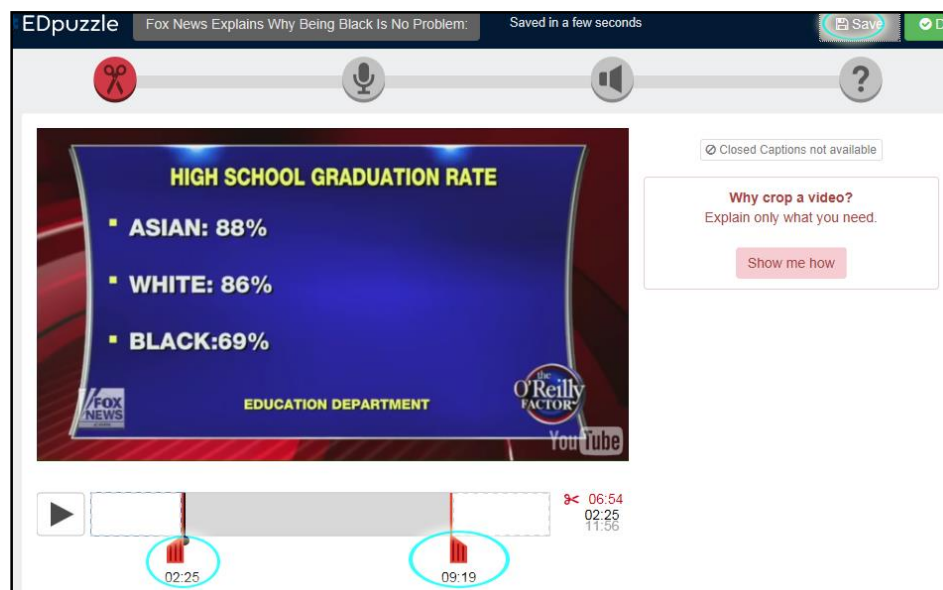 EDpuzzle Fox News Explains Why Being Black Is No Problem: Saved in a few seconds Save D
?
Closed Captions not available
Why crop a video?
Explain only what you need.
Show me how
HIGH SCHOOL GRADUATION RATE
ASIAN: 88%
WHITE: 86%
BLACK:69%
EDUCATION DEPARTMENT
FOX
NEWS
the
O'Reilly
FACTOR
YouTube
06:54
02:25
11:56
02:25 09:19